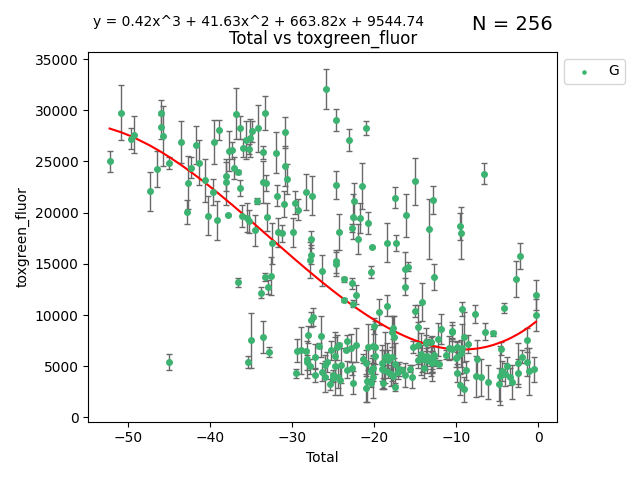 y = 0.42x^3 + 41.63x^2 + 663.82x + 9544.74
N = 256
Total vs toxgreen_fluor
G
toxgreen_fluor
35000
30000
25000
20000
15000
10000
5000
0
−50
−40
−30
−20
−10
0
Total